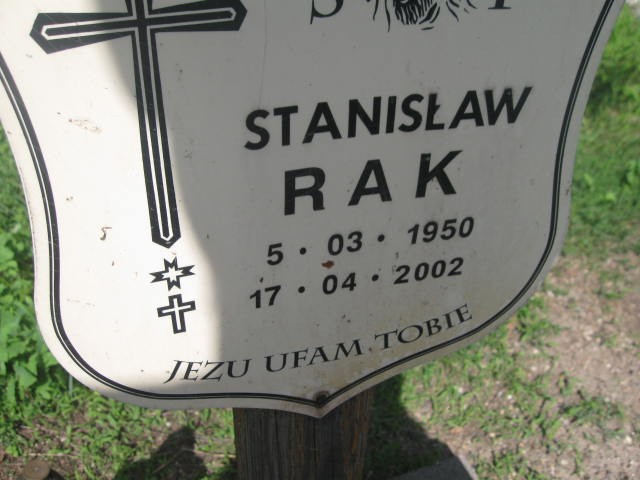 STANISŁAW
RAK
5 · 03 · 1950
17 · 04 · 2002
JEZU UFAM TOBIE